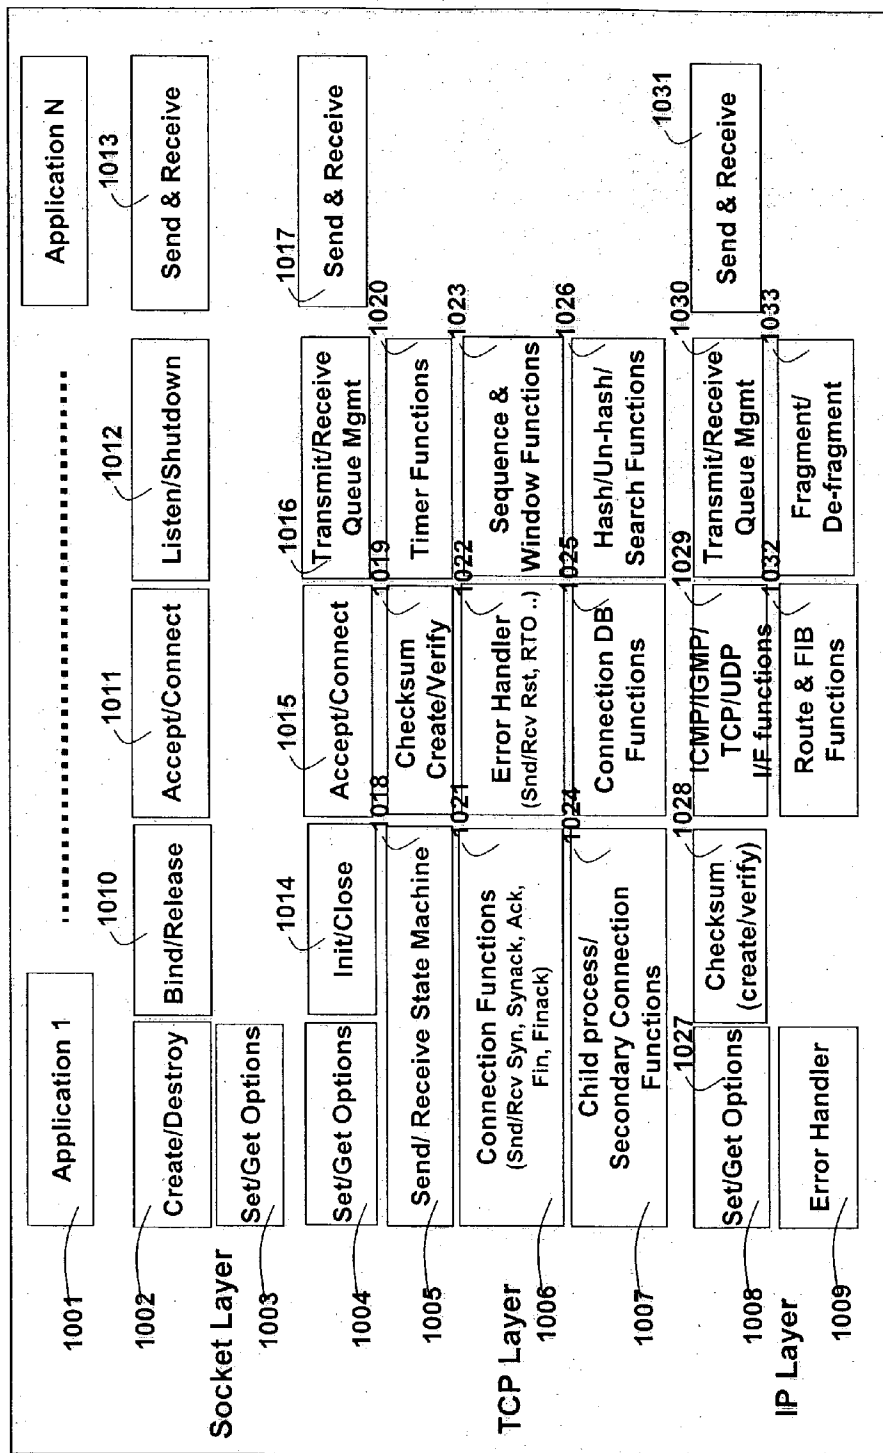 Application 1
Application N
1001
1010
1011
1012
1013
1002
Create/Destroy
Bind/Release
Accept/Connect
Listen/Shutdown
Send & Receive
Socket Layer
1003
Set/Get Options
1014
1015
1016
1017
1004
Set/Get Options
Init/Close
Accept/Connect
Transmit/Receive
Queue Mgmt
Send & Receive
1018
1019
1020
1005
Send/ Receive State Machine
Checksum
Create/Verify
Timer Functions
TCP Layer
1021
1022
1023
1006
Connection Functions
(Snd/Rcv Syn, Synack, Ack,
Fin, Finack)
Error Handler
(Snd/Rcv Rst, RTO ..)
Sequence &
Window Functions
1024
1025
1026
1007
Child process/
Secondary Connection
Functions
Connection DB
Functions
Hash/Un-hash/
Search Functions
1027
1028
1029
1030
1031
1008
Set/Get Options
Checksum
(create/verify)
ICMP/IGMP/
TCP/UDP
I/F functions
Transmit/Receive
Queue Mgmt
Send & Receive
IP Layer
1032
1033
1009
Error Handler
Route & FIB
Functions
Fragment/
De-fragment